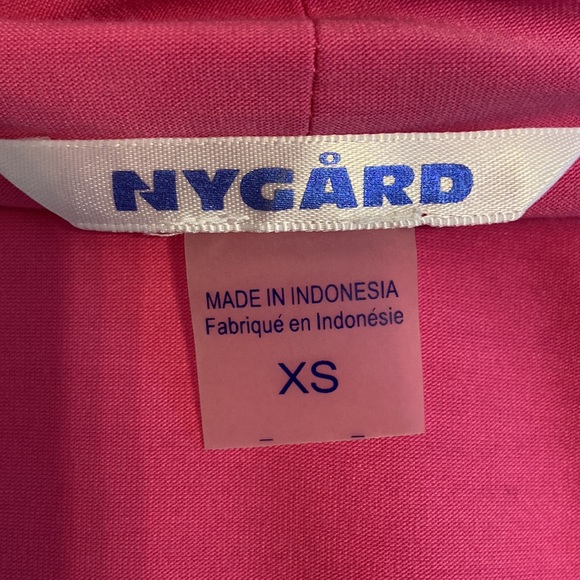 NYGÅRD
MADE IN INDONESIA
Fabriqué en Indonésie
XS